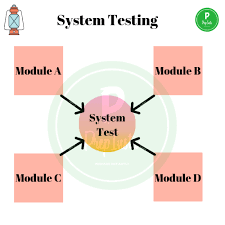 System Testing
P
Module A
Module B
System
Test
Module C
Module D